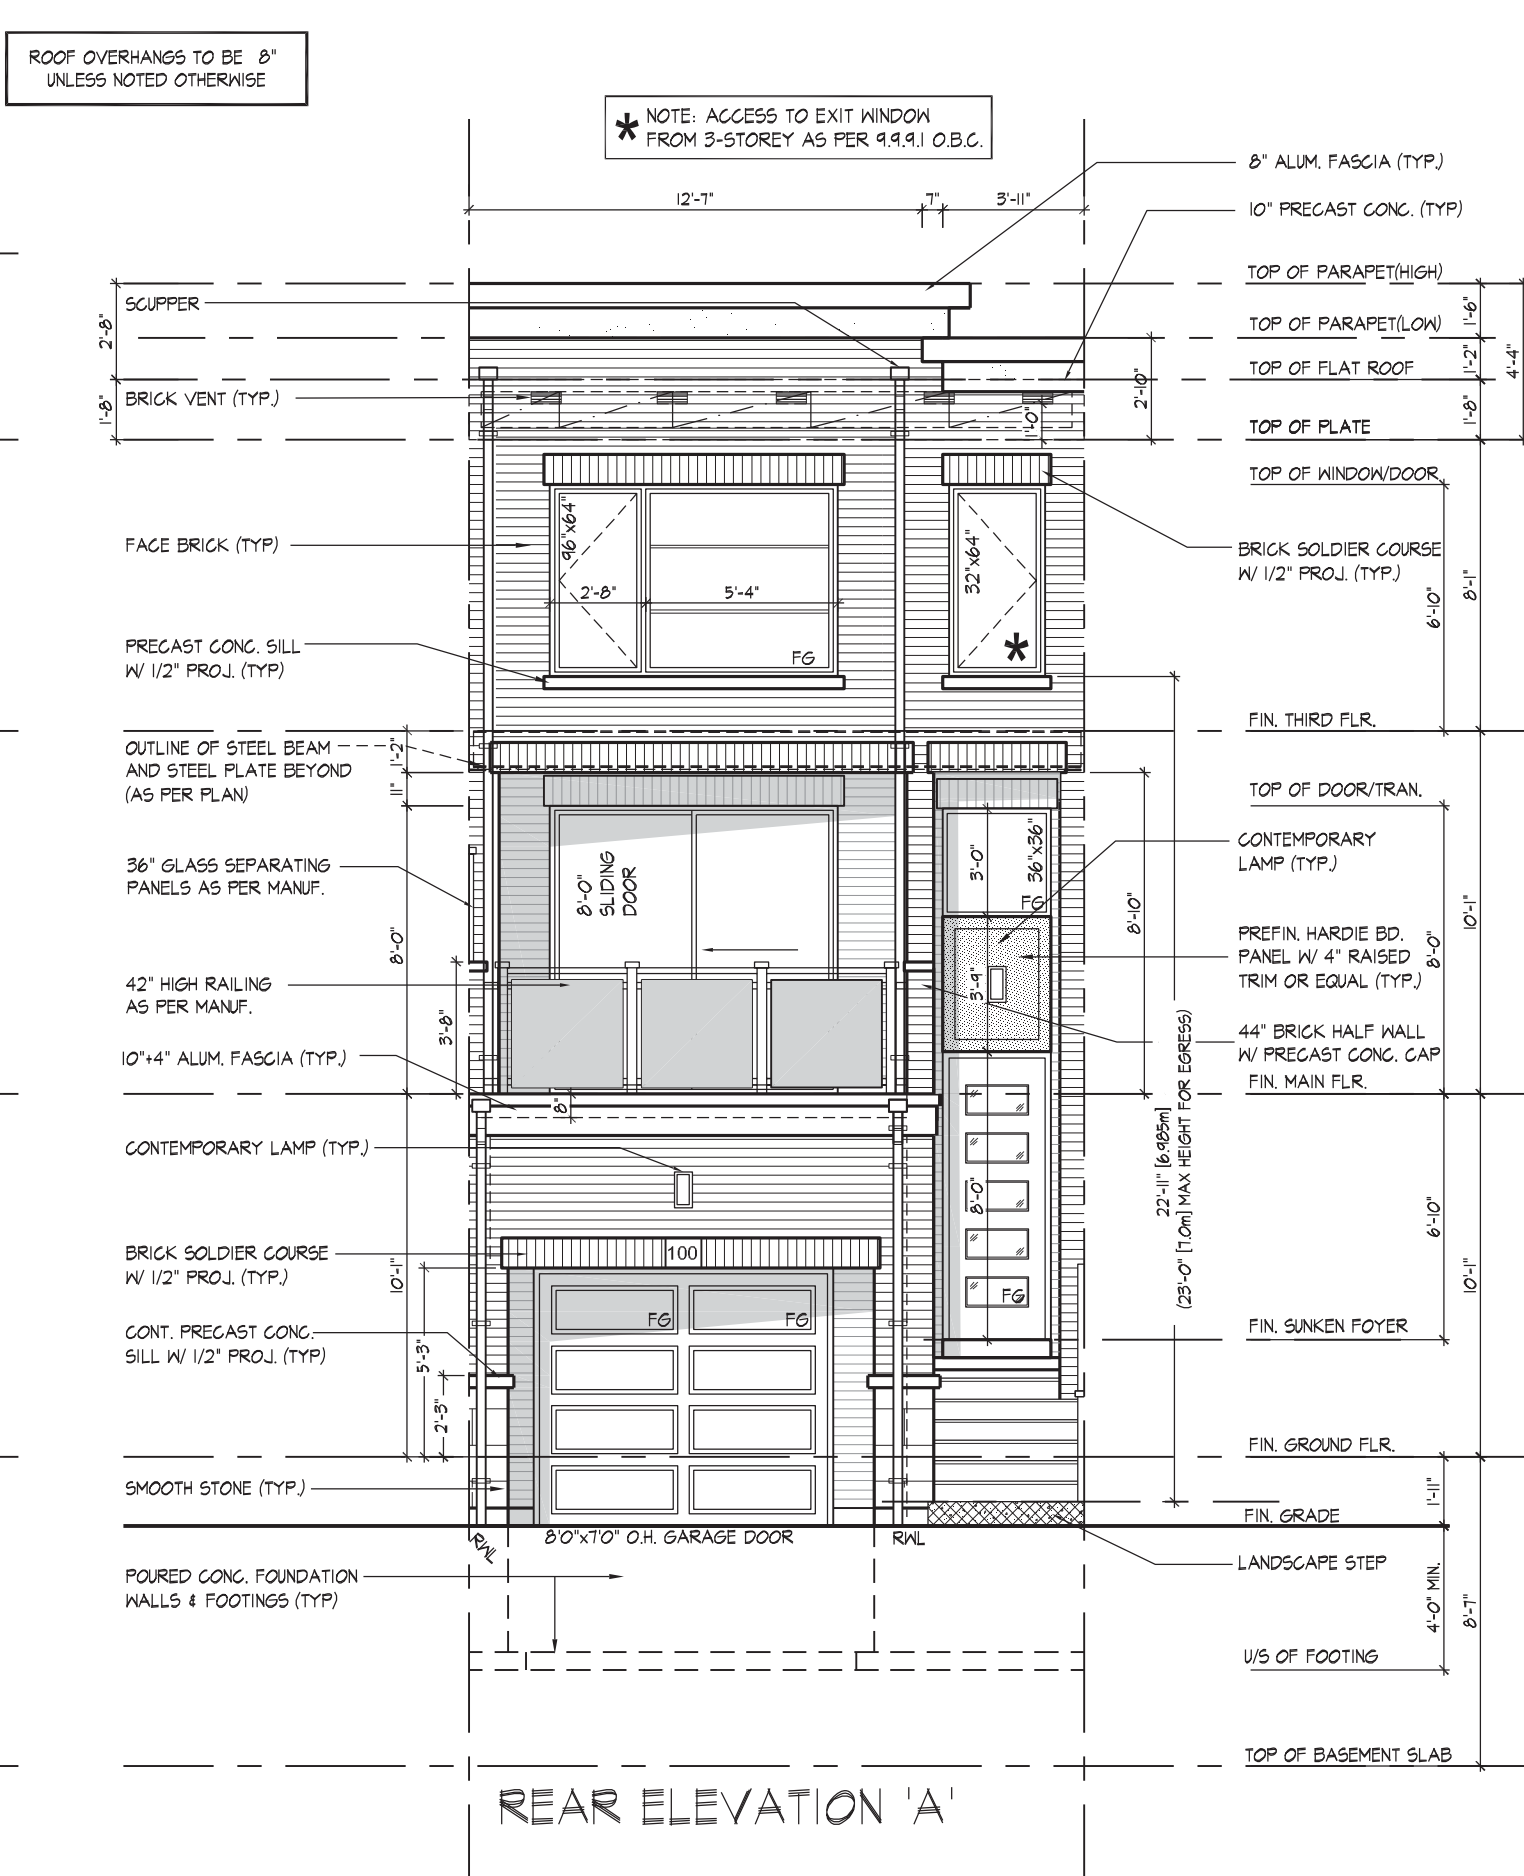 ROOF OVERHANGS TO BE 8"
UNLESS NOTED OTHERWISE
* NOTE: ACCESS TO EXIT WINDOW
FROM 3-STOREY AS PER 9.9.9.1 O.B.C.
8" ALUM. FASCIA (TYP.)
12'-7"
7"
3'-11"
10" PRECAST CONC. (TYP)
TOP OF PARAPET(HIGH)
SCUPPER
1'-6"
2'-8"
TOP OF PARAPET(LOW)
1'-2"
4'-4"
TOP OF FLAT ROOF
2'-10"
BRICK VENT (TYP.)
1'-8"
1'-0"
1'-8"
TOP OF PLATE
TOP OF WINDOW/DOOR
96"x64"
32"x64"
FACE BRICK (TYP)
BRICK SOLDIER COURSE
W/ 1/2" PROJ. (TYP.)
2'-8"
5'-4"
6'-10"
8'-1"
PRECAST CONC. SILL
W/ 1/2" PROJ. (TYP)
FG
*
FIN. THIRD FLR.
OUTLINE OF STEEL BEAM
AND STEEL PLATE BEYOND
(AS PER PLAN)
1'-2"
11"
TOP OF DOOR/TRAN.
36" GLASS SEPARATING
PANELS AS PER MANUF.
8'-0"
SLIDING
DOOR
3'-0"
36"x36"
FG
CONTEMPORARY
LAMP (TYP.)
8'-0"
8'-10"
8'-0"
10'-1"
PREFIN. HARDIE BD.
PANEL W/ 4" RAISED
TRIM OR EQUAL (TYP.)
42" HIGH RAILING
AS PER MANUF.
3'-9"
3'-8"
44" BRICK HALF WALL
W/ PRECAST CONC. CAP
10"+4" ALUM. FASCIA (TYP.)
FIN. MAIN FLR.
8"
CONTEMPORARY LAMP (TYP.)
22'-11" [6.985m]
(23'-0" [7.0m] MAX HEIGHT FOR EGRESS)
8'-0"
6'-10"
BRICK SOLDIER COURSE
W/ 1/2" PROJ. (TYP.)
100
10'-1"
10'-1"
FG
FG
FG
CONT. PRECAST CONC.
SILL W/ 1/2" PROJ. (TYP)
5'-3"
FIN. SUNKEN FOYER
2'-3"
FIN. GROUND FLR.
SMOOTH STONE (TYP.)
1'-11"
FIN. GRADE
RWL
8'0"x7'0" O.H. GARAGE DOOR
RWL
LANDSCAPE STEP
POURED CONC. FOUNDATION
WALLS & FOOTINGS (TYP)
4'-0" MIN.
8'-7"
U/S OF FOOTING
TOP OF BASEMENT SLAB
REAR ELEVATION 'A'